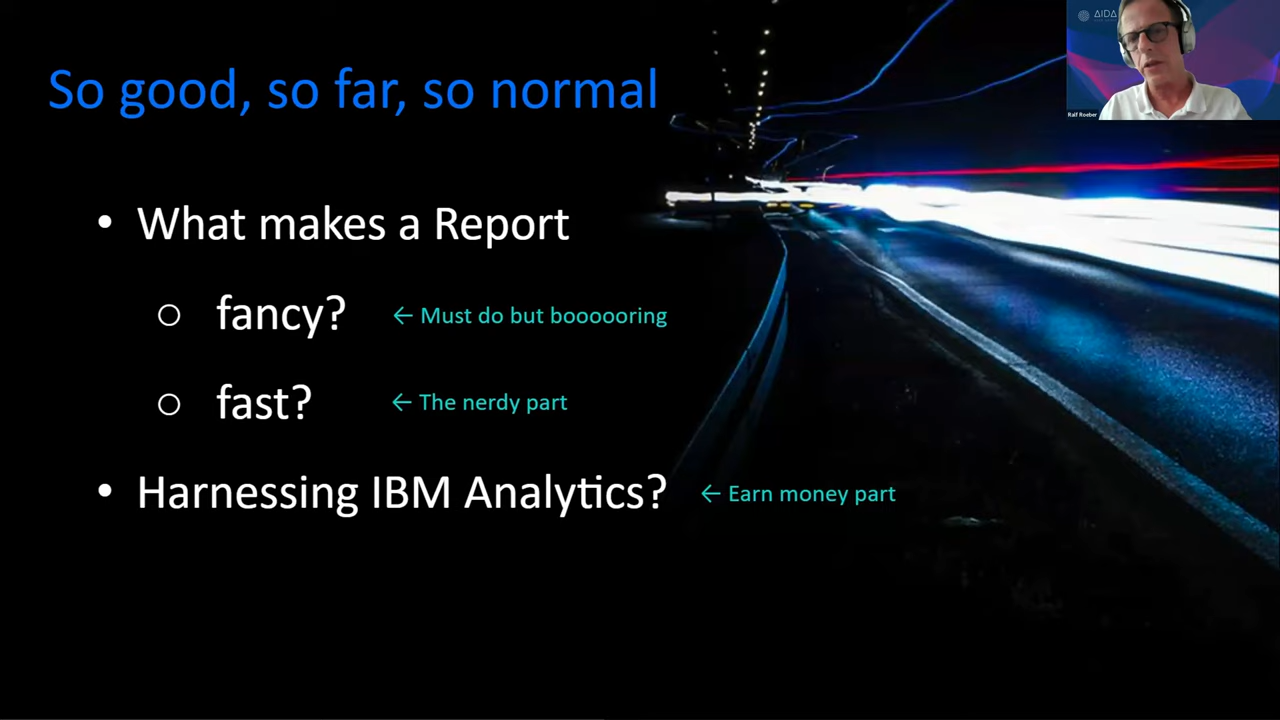 So good, so far, so normal
• What makes a Report
○ fancy? ← Must do but boooooring
○ fast? ← The nerdy part
• Harnessing IBM Analytics? ← Earn money part
AIDA
Ralf Roeber